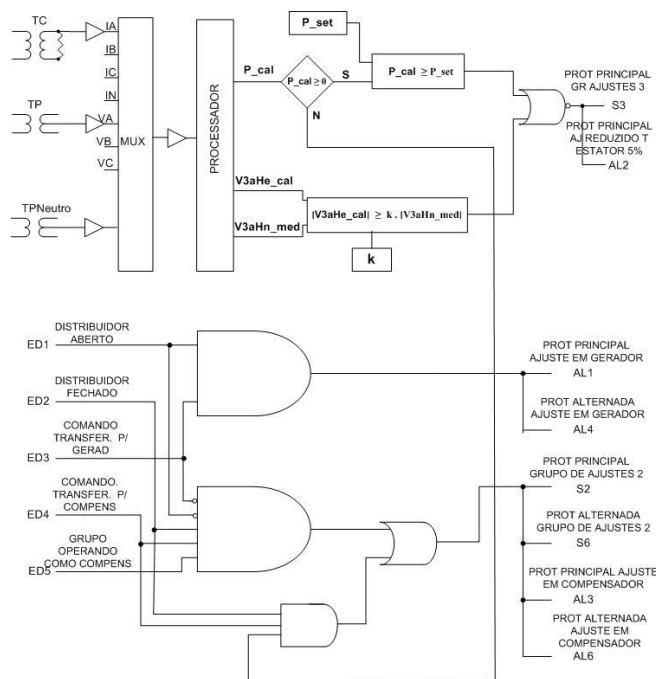 TC
IA
IB
IC
IN
TP
VA
VB
VC
TPNeutro
MUX
PROCESSADOR
P_set
P_cal
P_cal ≥ 0
S
N
P_cal ≥ P_set
V3aHe_cal
V3aHn_med
|V3aHe_cal| ≥ k . |V3aHn_med|
k
PROT PRINCIPAL
GR AJUSTES 3
S3
PROT PRINCIPAL
AJ REDUZIDO T
ESTATOR 5%
AL2
ED1
DISTRIBUIDOR
ABERTO
DISTRIBUIDOR
FECHADO
ED2
COMANDO
TRANSFER. P/
GERAD
ED3
COMANDO.
TRANSFER. P/
COMPENS
ED4
GRUPO
OPERANDO
COMO COMPENS
ED5
PROT PRINCIPAL
AJUSTE EM GERADOR
AL1
PROT ALTERNADA
AJUSTE EM GERADOR
AL4
PROT PRINCIPAL
GRUPO DE AJUSTES 2
S2
PROT ALTERNADA
GRUPO DE AJUSTES 2
S6
PROT PRINCIPAL AJUSTE
EM COMPENSADOR
AL3
PROT ALTERNADA
AJUSTE EM
COMPENSADOR
AL6